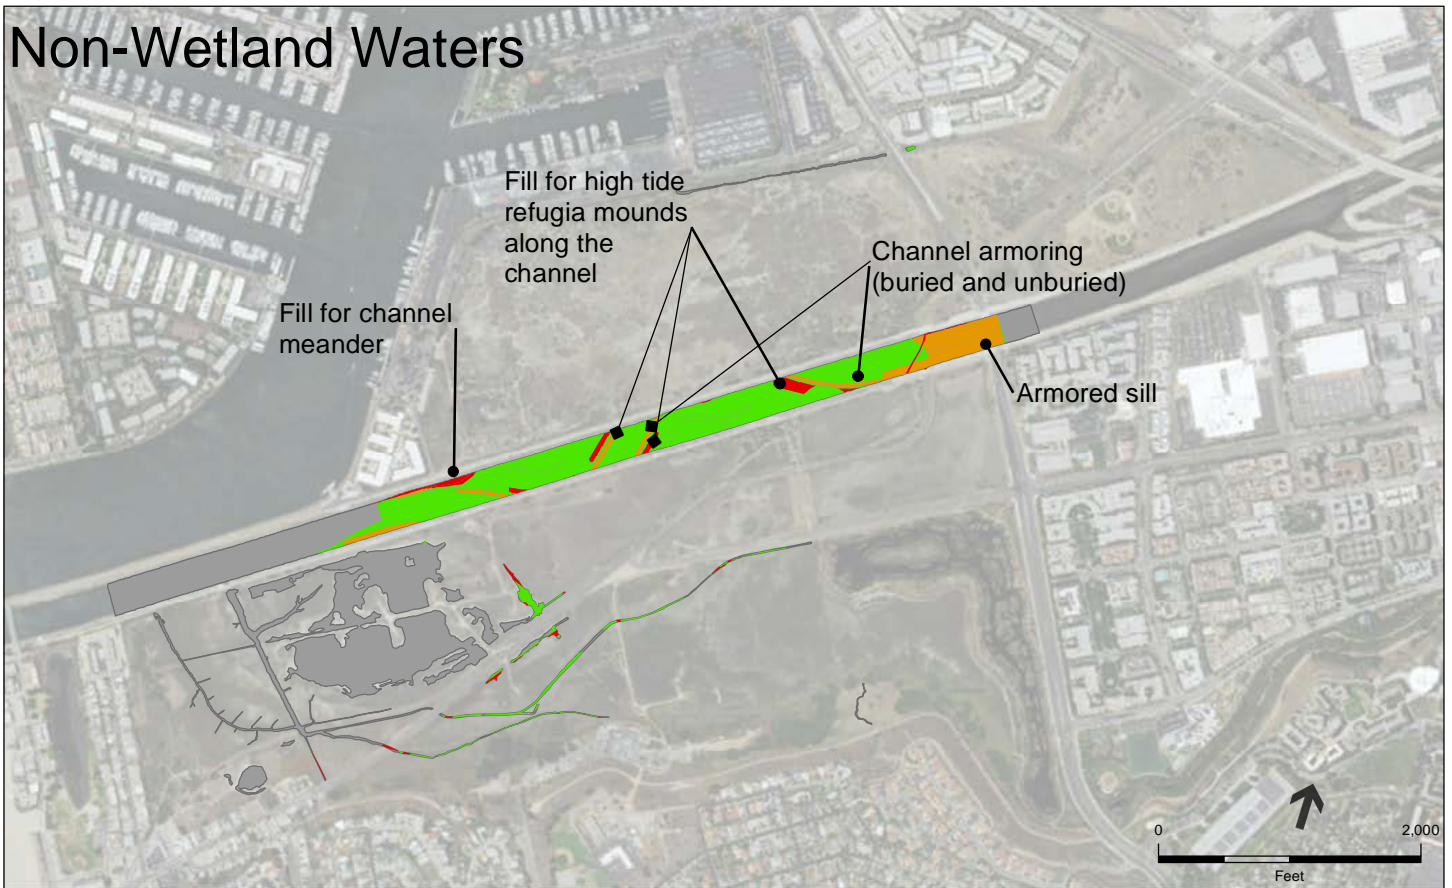 Non-Wetland Waters
Fill for high tide
refugia mounds
along the
channel
Channel armoring
(buried and unburied)
Fill for channel
meander
Armored sill
0
2,000
Feet